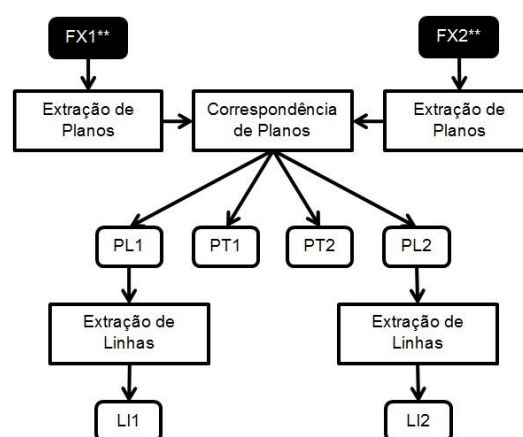 FX1**
FX2**
Extração de
Planos
Correspondência
de Planos
Extração de
Planos
PL1
PT1
PT2
PL2
Extração de
Linhas
Extração de
Linhas
LI1
LI2